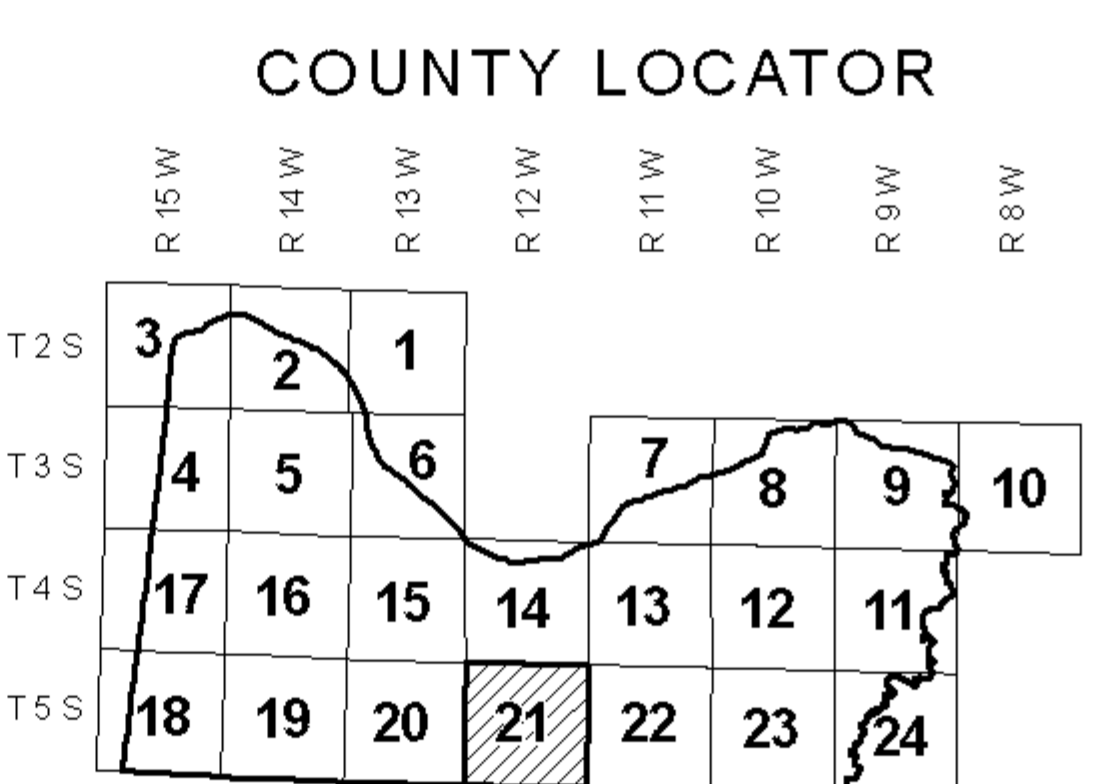 COUNTY LOCATOR
R 15 W R 14 W R 13 W R 12 W R 11 W R 10 W R 9 W R 8 W
T 2 S 3 2 1
T 3 S 4 5 6 7 8 9 10
T 4 S 17 16 15 14 13 12 11
T 5 S 18 19 20 21 22 23 24